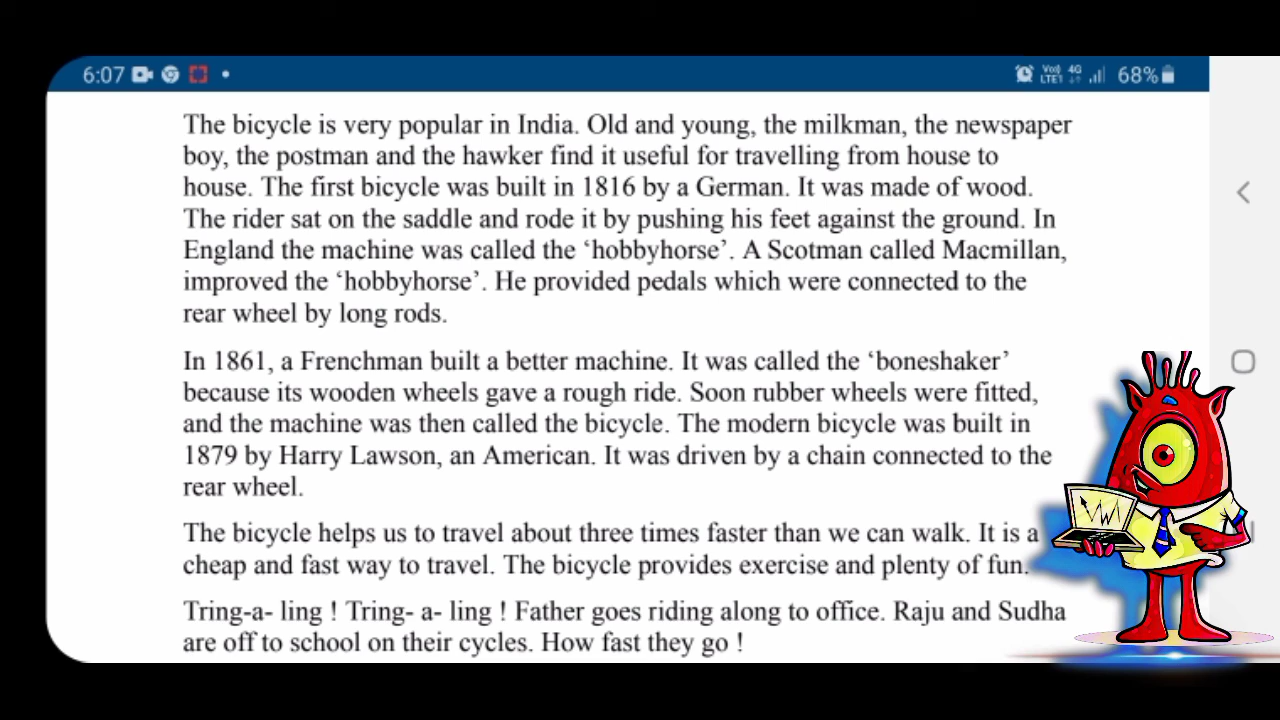 6:07
Vo)) LTE1 4G 68%
The bicycle is very popular in India. Old and young, the milkman, the newspaper
boy, the postman and the hawker find it useful for travelling from house to
house. The first bicycle was built in 1816 by a German. It was made of wood.
The rider sat on the saddle and rode it by pushing his feet against the ground. In
England the machine was called the ‘hobbyhorse’. A Scotman called Macmillan,
improved the ‘hobbyhorse’. He provided pedals which were connected to the
rear wheel by long rods.
In 1861, a Frenchman built a better machine. It was called the ‘boneshaker’
because its wooden wheels gave a rough ride. Soon rubber wheels were fitted,
and the machine was then called the bicycle. The modern bicycle was built in
1879 by Harry Lawson, an American. It was driven by a chain connected to the
rear wheel.
The bicycle helps us to travel about three times faster than we can walk. It is a
cheap and fast way to travel. The bicycle provides exercise and plenty of fun.
Tring-a- ling ! Tring- a- ling ! Father goes riding along to office. Raju and Sudha
are off to school on their cycles. How fast they go !